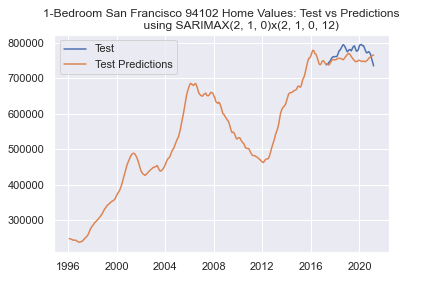 1-Bedroom San Francisco 94102 Home Values: Test vs Predictions
using SARIMAX(2, 1, 0)x(2, 1, 0, 12)
Test
Test Predictions
800000
700000
600000
500000
400000
300000
1996 2000 2004 2008 2012 2016 2020